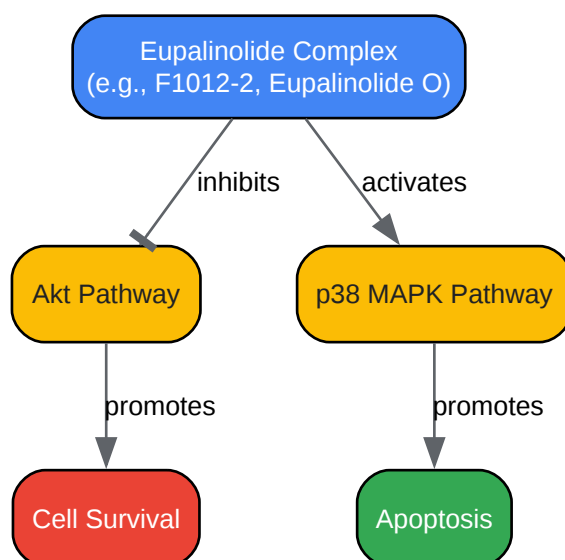 Eupalinolide Complex
(e.g., F1012-2, Eupalinolide O)
inhibits
activates
Akt Pathway
p38 MAPK Pathway
promotes
promotes
Cell Survival
Apoptosis